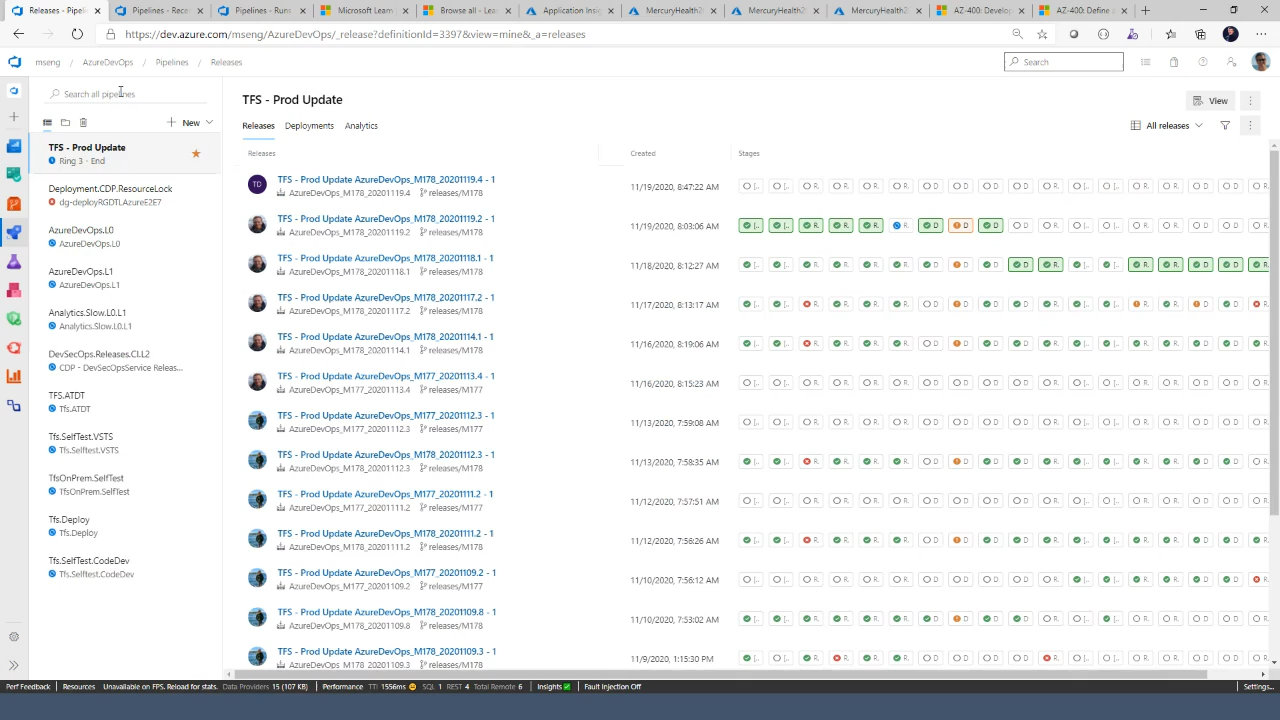 Releases - Pipelines
Pipelines - Recent
Pipelines - Runs
Microsoft Learn
Browse all - Lea
Application Insig
MercuryHealth2
MercuryHealth2
MercuryHealth2
AZ-400: Develop
AZ-400: Define a
https://dev.azure.com/mseng/AzureDevOps/_release?definitionId=3397&view=mine&_a=releases
mseng / AzureDevOps / Pipelines / Releases
Search
Search all pipelines
New
TFS - Prod Update
Ring 3 - End
Deployment.CDP.ResourceLock
dg-deployRGDTLAzureE2E7
AzureDevOps.L0
AzureDevOps.L0
AzureDevOps.L1
AzureDevOps.L1
Analytics.Slow.L0.L1
Analytics.Slow.L0.L1
DevSecOps.Releases.CI.L2
CDP - DevSecOpsService Releas...
TFS.ATDT
Tfs.ATDT
Tfs.SelfTest.VSTS
Tfs.Selftest.VSTS
TfsOnPrem.SelfTest
TfsOnPrem.SelfTest
Tfs.Deploy
Tfs.Deploy
Tfs.SelfTest.CodeDev
Tfs.Selftest.CodeDev
TFS - Prod Update
View
Releases Deployments Analytics
All releases
Releases Created Stages
TD
TFS - Prod Update AzureDevOps_M178_20201119.4 - 1
AzureDevOps_M178_20201119.4 releases/M178
11/19/2020, 8:47:22 AM
TFS - Prod Update AzureDevOps_M178_20201119.2 - 1
AzureDevOps_M178_20201119.2 releases/M178
11/19/2020, 8:03:06 AM
TFS - Prod Update AzureDevOps_M178_20201118.1 - 1
AzureDevOps_M178_20201118.1 releases/M178
11/18/2020, 8:12:27 AM
TFS - Prod Update AzureDevOps_M178_20201117.2 - 1
AzureDevOps_M178_20201117.2 releases/M178
11/17/2020, 8:13:17 AM
TFS - Prod Update AzureDevOps_M178_20201114.1 - 1
AzureDevOps_M178_20201114.1 releases/M178
11/16/2020, 8:19:06 AM
TFS - Prod Update AzureDevOps_M177_20201113.4 - 1
AzureDevOps_M177_20201113.4 releases/M177
11/16/2020, 8:15:23 AM
TFS - Prod Update AzureDevOps_M177_20201112.3 - 1
AzureDevOps_M177_20201112.3 releases/M177
11/13/2020, 7:59:08 AM
TFS - Prod Update AzureDevOps_M178_20201112.3 - 1
AzureDevOps_M178_20201112.3 releases/M178
11/13/2020, 7:58:35 AM
TFS - Prod Update AzureDevOps_M177_20201111.2 - 1
AzureDevOps_M177_20201111.2 releases/M177
11/12/2020, 7:57:51 AM
TFS - Prod Update AzureDevOps_M178_20201111.2 - 1
AzureDevOps_M178_20201111.2 releases/M178
11/12/2020, 7:56:26 AM
TFS - Prod Update AzureDevOps_M177_20201109.2 - 1
AzureDevOps_M177_20201109.2 releases/M177
11/10/2020, 7:56:12 AM
TFS - Prod Update AzureDevOps_M178_20201109.8 - 1
AzureDevOps_M178_20201109.8 releases/M178
11/10/2020, 7:53:02 AM
TFS - Prod Update AzureDevOps_M178_20201109.3 - 1
AzureDevOps_M178_20201109.3 releases/M178
11/9/2020, 1:15:30 PM
Perf Feedback Resources Unavailable on FPS. Reload for stats. Data Providers 15 (107 KB) Performance TTI 1556ms SQL 1 REST 4 Total Remote 6 Insights Fault Injection Off Settings...